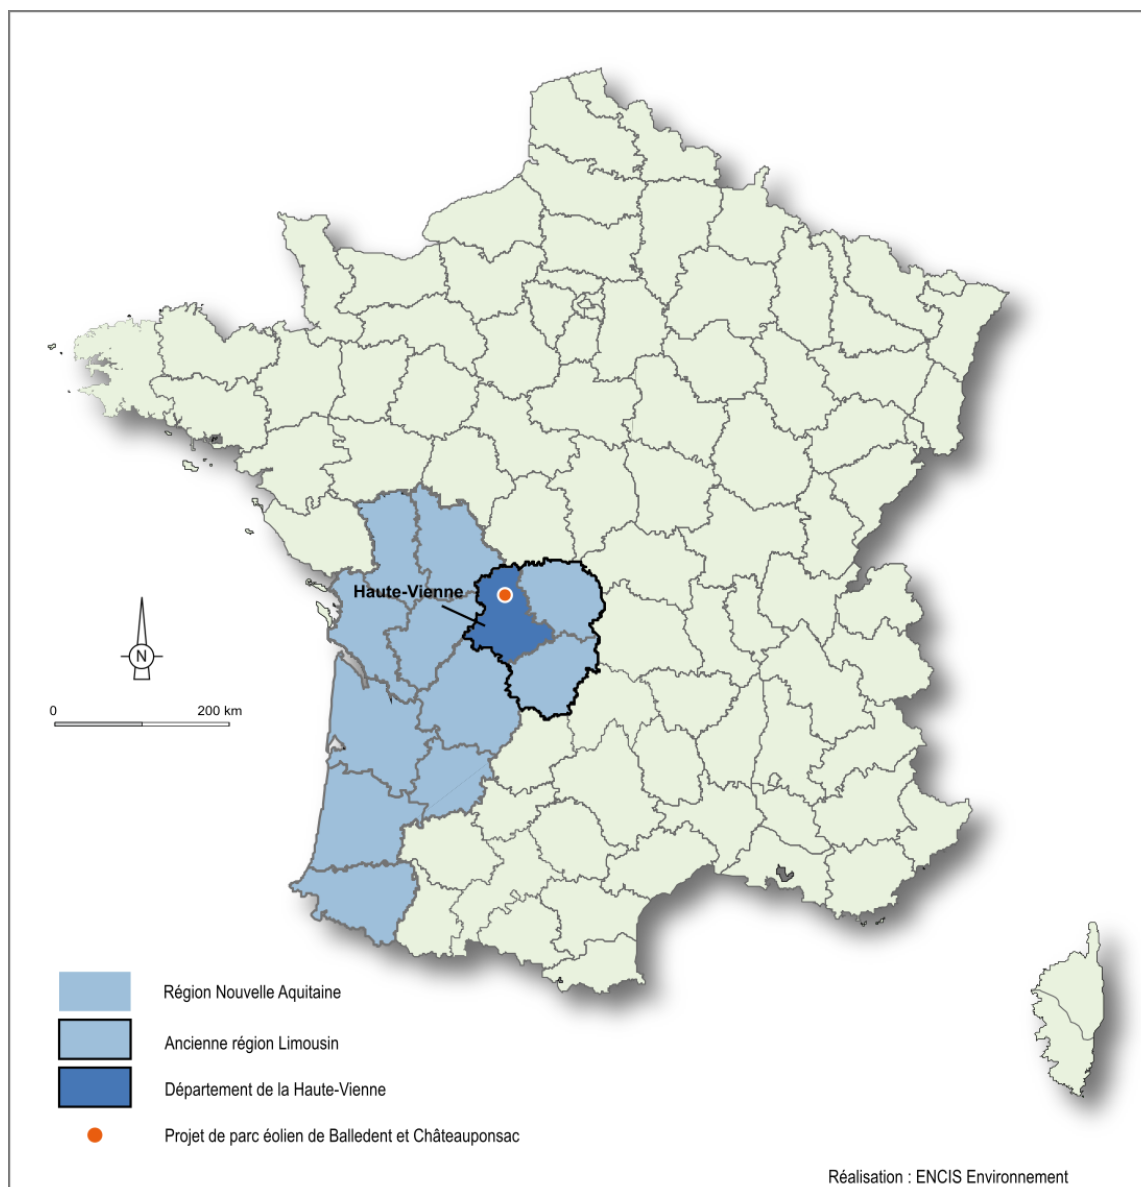 Haute-Vienne
N
0 200 km
Région Nouvelle Aquitaine
Ancienne région Limousin
Département de la Haute-Vienne
Projet de parc éolien de Balledent et Châteauponsac
Réalisation : ENCIS Environnement